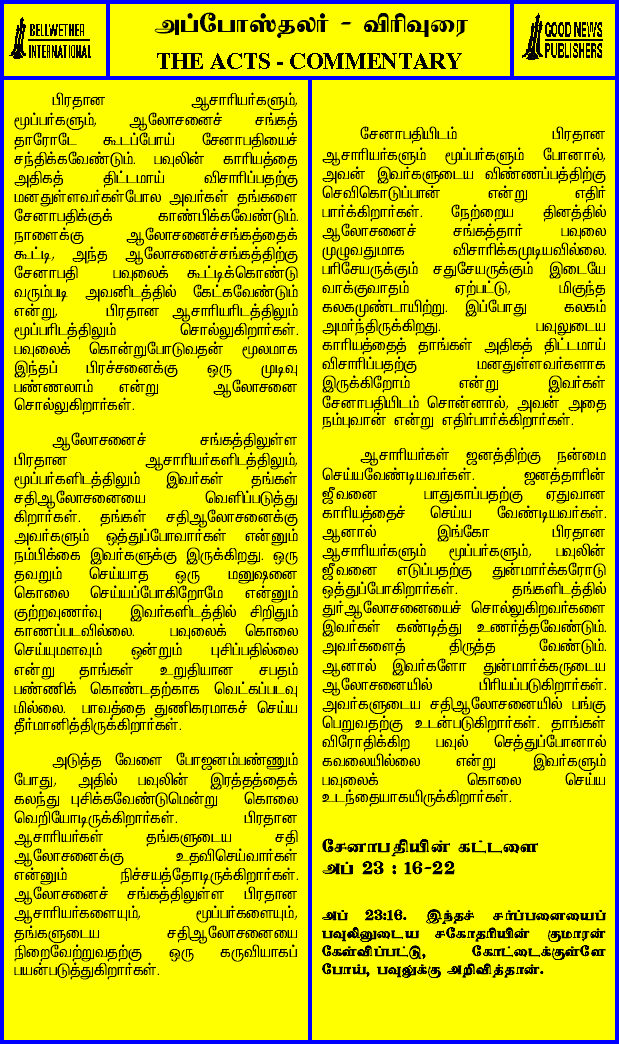 BELLWETHER
INTERNATIONAL
அப்போஸ்தலர் - விரிவுரை
THE ACTS - COMMENTARY
GOOD NEWS
PUBLISHERS
பிரதான ஆசாரியர்களும்,
மூப்பர்களும், ஆலோசனைச் சங்கத்
தாரோடே கூடப்போய் சேனாபதியைச்
சந்திக்கவேண்டும். பவுலின் காரியத்தை
அதிகத் திட்டமாய் விசாரிப்பதற்கு
மனதுள்ளவர்கள்போல அவர்கள் தங்களை
சேனாதிக்குக் காண்பிக்கவேண்டும்.
நாளைக்கு ஆலோசனைச்சங்கத்தைக்
கூட்டி, அந்த ஆலோசனைச்சங்கத்திற்கு
சேனாபதி பவுலைக் கூட்டிக்கொண்டு
வரும்படி அவனிடத்தில் கேட்கவேண்டும்
என்று, பிரதான ஆசாரியரிடத்திலும்
மூப்பரிடத்திலும் சொல்லுகிறார்கள்.
பவுலைக் கொன்றுபோடுவதன் மூலமாக
இந்தப் பிரச்சனைக்கு ஒரு முடிவு
பண்ணலாம் என்று ஆலோசனை
சொல்லுகிறார்கள்.
ஆலோசனைச் சங்கத்திலுள்ள
பிரதான ஆசாரியர்களிடத்திலும்,
மூப்பர்களிடத்திலும் இவர்கள் தங்கள்
சதிஆலோசனையை வெளிப்படுத்து
கிறார்கள். தங்கள் சதிஆலோசனைக்கு
அவர்களும் ஒத்துப்போவார்கள் என்னும்
நம்பிக்கை இவர்களுக்கு இருக்கிறது. ஒரு
தவறும் செய்யாத ஒரு மனுஷனை
கொலை செய்யப்போகிறோமே என்னும்
குற்றவுணர்வு இவர்களிடத்தில் சிறிதும்
காணப்படவில்லை. பவுலைக் கொலை
செய்யுமளவும் ஒன்றும் புசிப்பதில்லை
என்று தாங்கள் உறுதியான சபதம்
பண்ணிக் கொண்டதற்காக வெட்கப்படவு
மில்லை. பாவத்தை துணிகரமாகச் செய்ய
தீர்மானித்திருக்கிறார்கள்.
அடுத்த வேளை போஜனம்பண்ணும்
போது, அதில் பவுலின் இரத்தத்தைக்
கலந்து புசிக்கவேண்டுமென்று கொலை
வெறியோடிருக்கிறார்கள். பிரதான
ஆசாரியர்கள் தங்களுடைய சதி
ஆலோசனைக்கு உதவிசெய்வார்கள்
என்னும் நிச்சயத்தோடிருக்கிறார்கள்.
ஆலோசனைச் சங்கத்திலுள்ள பிரதான
ஆசாரியர்களையும், மூப்பர்களையும்,
தங்களுடைய சதிஆலோசனையை
நிறைவேற்றுவதற்கு ஒரு கருவியாகப்
பயன்படுத்துகிறார்கள்.
சேனாபதியிடம் பிரதான
ஆசாரியர்களும் மூப்பர்களும் போனால்,
அவன் இவர்களுடைய விண்ணப்பத்திற்கு
செவிகொடுப்பான் என்று எதிர்
பார்க்கிறார்கள். நேற்றைய தினத்தில்
ஆலோசனைச் சங்கத்தார் பவுலை
முழுவதுமாக விசாரிக்கமுடியவில்லை.
பரிசேயருக்கும் சதுசேயருக்கும் இடையே
வாக்குவாதம் ஏற்பட்டு, மிகுந்த
கலகமுண்டாயிற்று. இப்போது கலகம்
அமர்ந்திருக்கிறது. பவுலுடைய
காரியத்தைத் தாங்கள் அதிகத் திட்டமாய்
விசாரிப்பதற்கு மனதுள்ளவர்களாக
இருக்கிறோம் என்று இவர்கள்
சேனாபதியிடம் சொன்னால், அவன் அதை
நம்புவான் என்று எதிர்பார்க்கிறார்கள்.
ஆசாரியர்கள் ஜனத்திற்கு நன்மை
செய்யவேண்டியவர்கள். ஜனத்தாரின்
ஜீவனை பாதுகாப்பதற்கு ஏதுவான
காரியத்தைச் செய்ய வேண்டியவர்கள்.
ஆனால் இங்கோ பிரதான
ஆசாரியர்களும் மூப்பர்களும், பவுலின்
ஜீவனை எடுப்பதற்கு துன்மார்க்கரோடு
ஒத்துப்போகிறார்கள். தங்களிடத்தில்
துர்ஆலோசனையைச் சொல்லுகிறவர்களை
இவர்கள் கண்டித்து உணர்த்தவேண்டும்.
அவர்களைத் திருத்த வேண்டும்.
ஆனால் இவர்களோ துன்மார்க்கருடைய
ஆலோசனையில் பிரியப்படுகிறார்கள்.
அவர்களுடைய சதிஆலோசனையில் பங்கு
பெறுவதற்கு உடன்படுகிறார்கள். தாங்கள்
விரோதிக்கிற பவுல் செத்துப்போனால்
கவலையில்லை என்று இவர்களும்
பவுலைக் கொலை செய்ய
உடந்தையாகயிருக்கிறார்கள்.
சேனாபதியின் கட்டளை
அப் 23 : 16-22
அப் 23:16. இந்தச் சர்ப்பனையைப்
பவுலினுடைய சகோதரியின் குமாரன்
கேள்விப்பட்டு, கோட்டைக்குள்ளே
போய், பவுலுக்கு அறிவித்தான்.